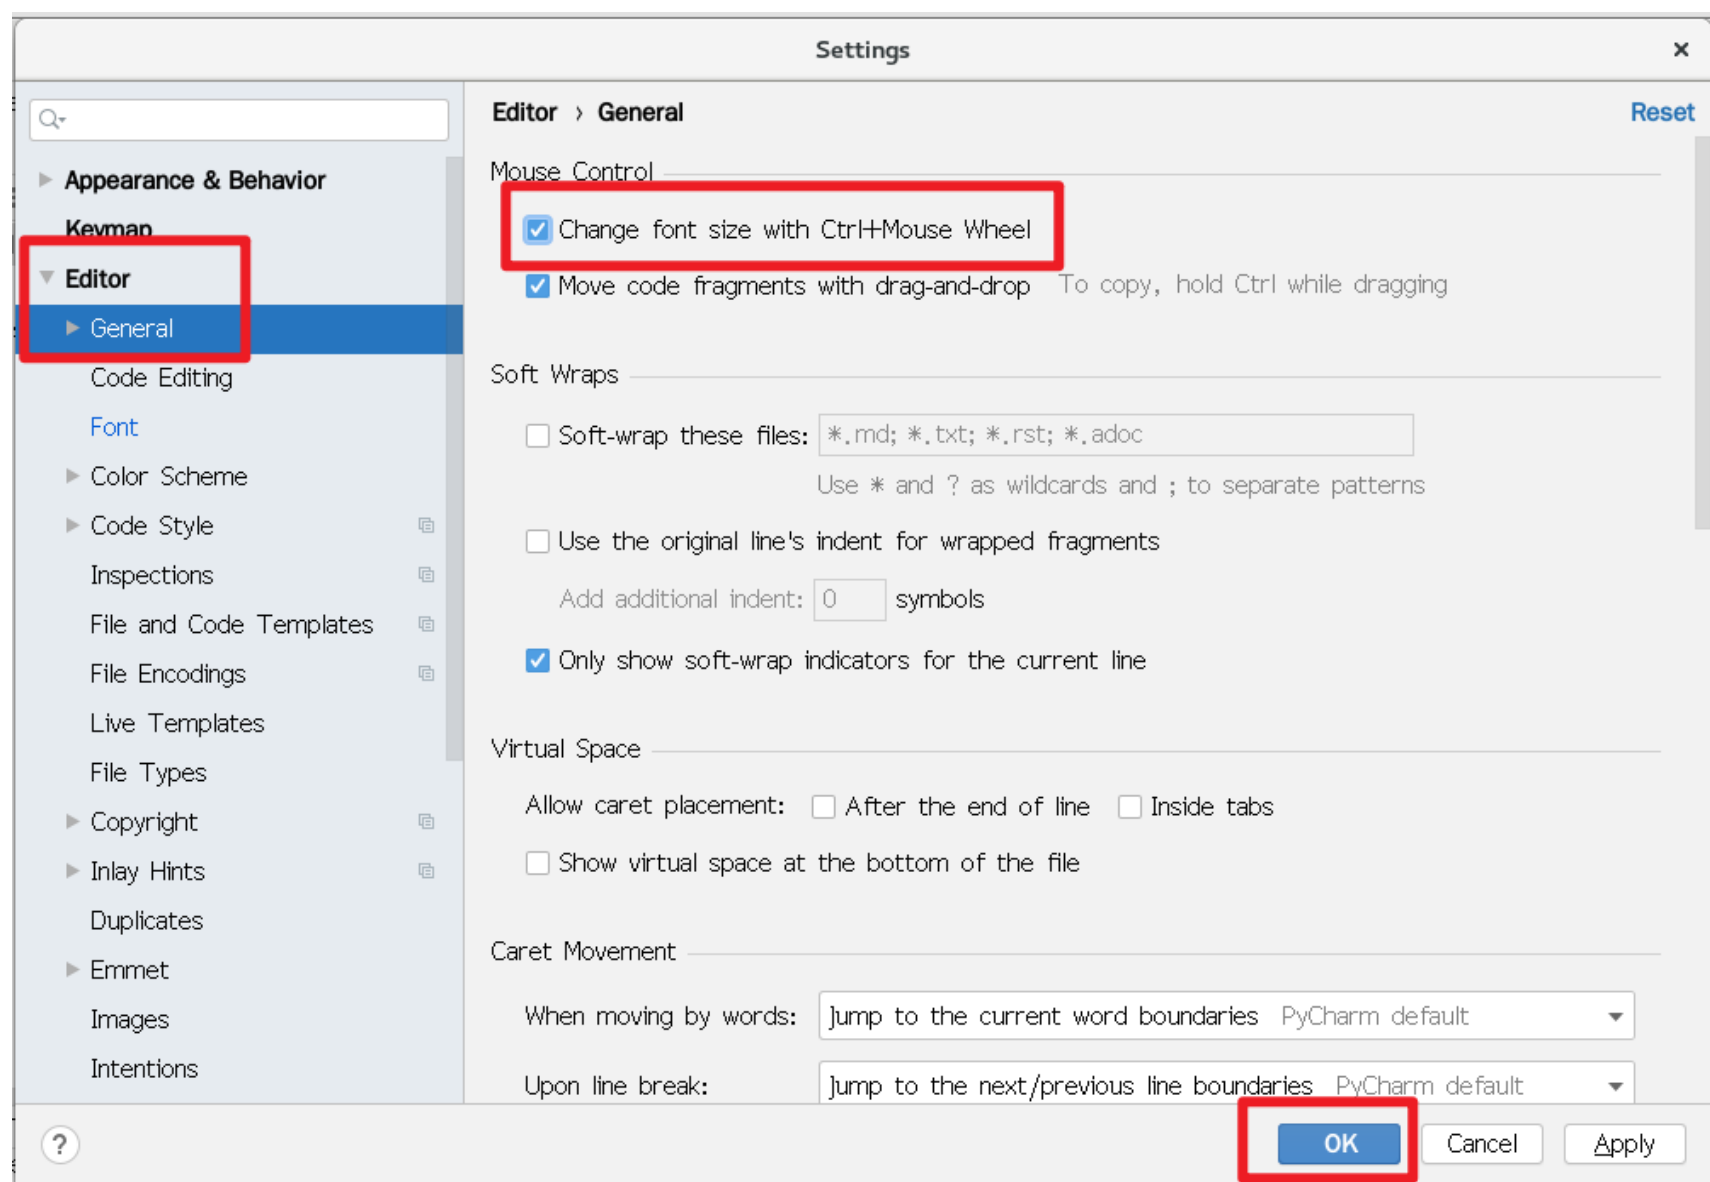 Settings
Editor › General
Reset
Appearance & Behavior
Keymap
Editor
General
Code Editing
Font
Color Scheme
Code Style
Inspections
File and Code Templates
File Encodings
Live Templates
File Types
Copyright
Inlay Hints
Duplicates
Emmet
Images
Intentions
Mouse Control
Change font size with Ctrl+Mouse Wheel
Move code fragments with drag-and-drop To copy, hold Ctrl while dragging
Soft Wraps
Soft-wrap these files: *.md; *.txt; *.rst; *.adoc
Use * and ? as wildcards and ; to separate patterns
Use the original line's indent for wrapped fragments
Add additional indent: 0 symbols
Only show soft-wrap indicators for the current line
Virtual Space
Allow caret placement: After the end of line Inside tabs
Show virtual space at the bottom of the file
Caret Movement
When moving by words: Jump to the current word boundaries PyCharm default
Upon line break: Jump to the next/previous line boundaries PyCharm default
? OK Cancel Apply